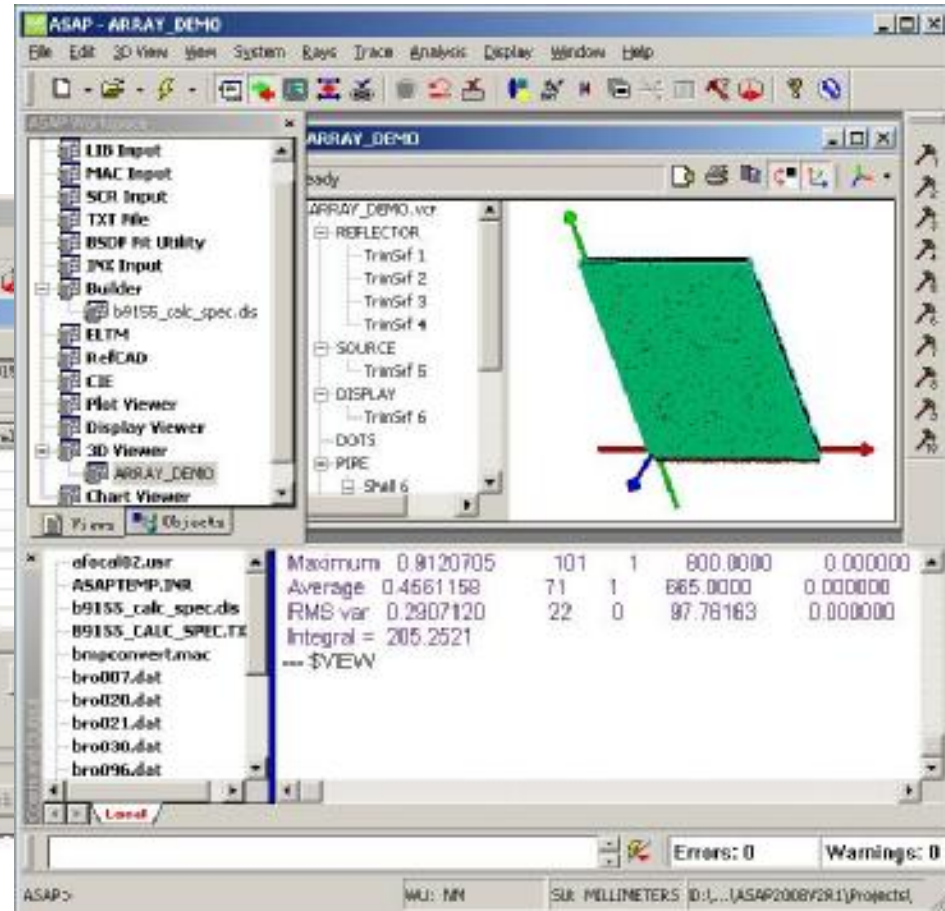 ASAP - ARRAY_DEMO
File Edit 3D View View System Rays Trace Analysis Display Window Help
ASAP Workspace
LIB Input
MAC Input
SCR Input
TXT File
BSDF Fit Utility
INX Input
Builder
b9155_calc_spec.dis
ELTM
RefCAD
CIE
Plot Viewer
Display Viewer
3D Viewer
ARRAY_DEMO
Chart Viewer
Views Objects
ARRAY_DEMO
eady
ARRAY_DEMO.vcr
REFLECTOR
TrimSrf 1
TrimSrf 2
TrimSrf 3
TrimSrf 4
SOURCE
TrimSrf 5
DISPLAY
TrimSrf 6
DOTS
PIPE
Shell 6
afocal02.usr
ASAPTEMP.INR
b9155_calc_spec.dis
B9155_CALC_SPEC.TX
bmpconvert.mac
bro007.dat
bro020.dat
bro021.dat
bro030.dat
bro096.dat
Local
Maximum 0.9120705 101 1 800.0000 0.000000
Average 0.4561158 71 1 665.0000 0.000000
RMS var 0.2907120 22 0 97.76163 0.000000
Integral = 205.2521
--- $VIEW
Errors: 0 Warnings: 0
ASAP> WU: NM SU: MILLIMETERS D:\...\ASAP2008V2R1\Projects\